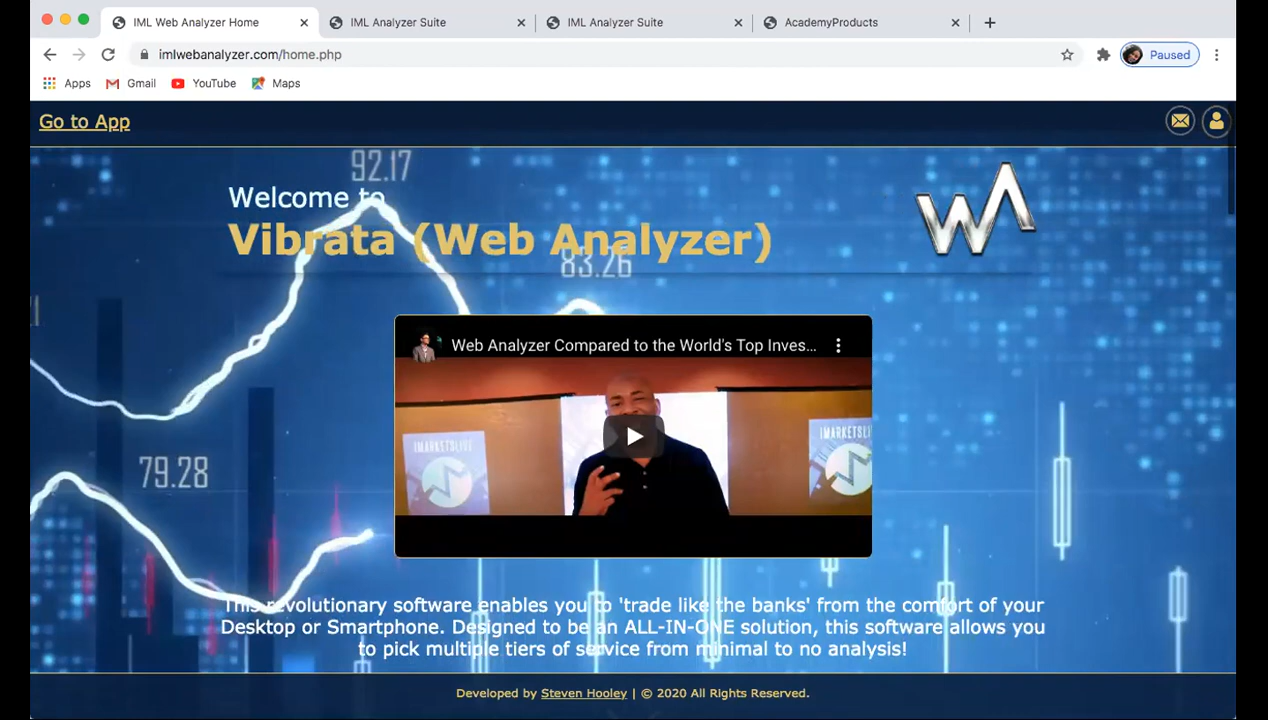 IML Web Analyzer Home
IML Analyzer Suite
IML Analyzer Suite
AcademyProducts
imlwebanalyzer.com/home.php
Paused
Apps
Gmail
YouTube
Maps
Go to App
92.17
Welcome to
WA
Vibrata (Web Analyzer)
83.26
Web Analyzer Compared to the World's Top Inves...
IMARKETSLIVE
IMARKETSLI
79.28
This revolutionary software enables you to 'trade like the banks' from the comfort of your
Desktop or Smartphone. Designed to be an ALL-IN-ONE solution, this software allows you
to pick multiple tiers of service from minimal to no analysis!
Developed by Steven Hooley | © 2020 All Rights Reserved.